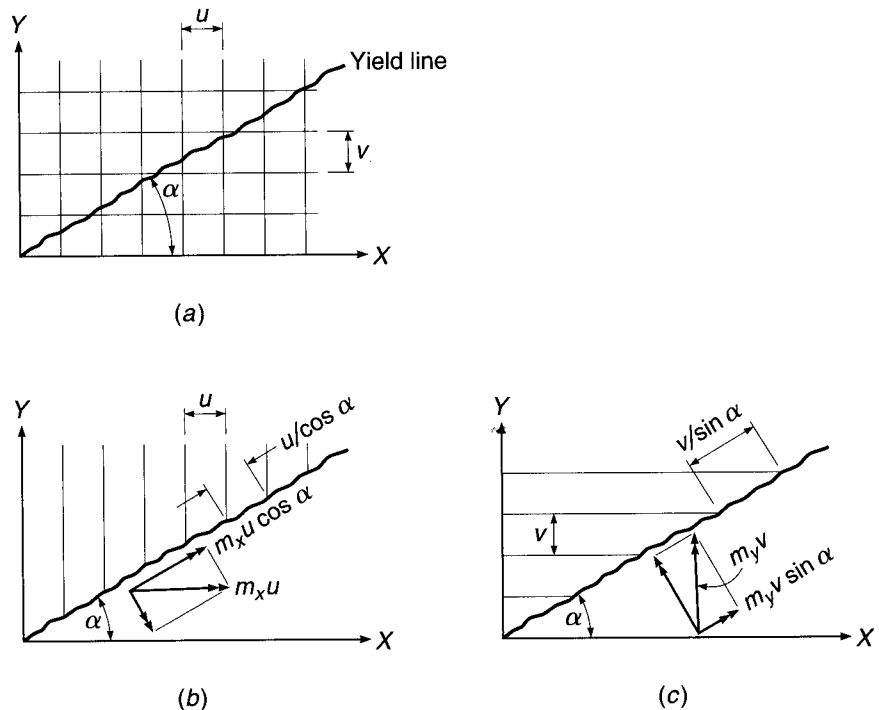 Y
u
Yield line
v
α
X
(a)
Y
u
u/cos α
m_x u cos α
m_x u
α
X
(b)
Y
v/sin α
v
m_y v
m_y v sin α
α
X
(c)